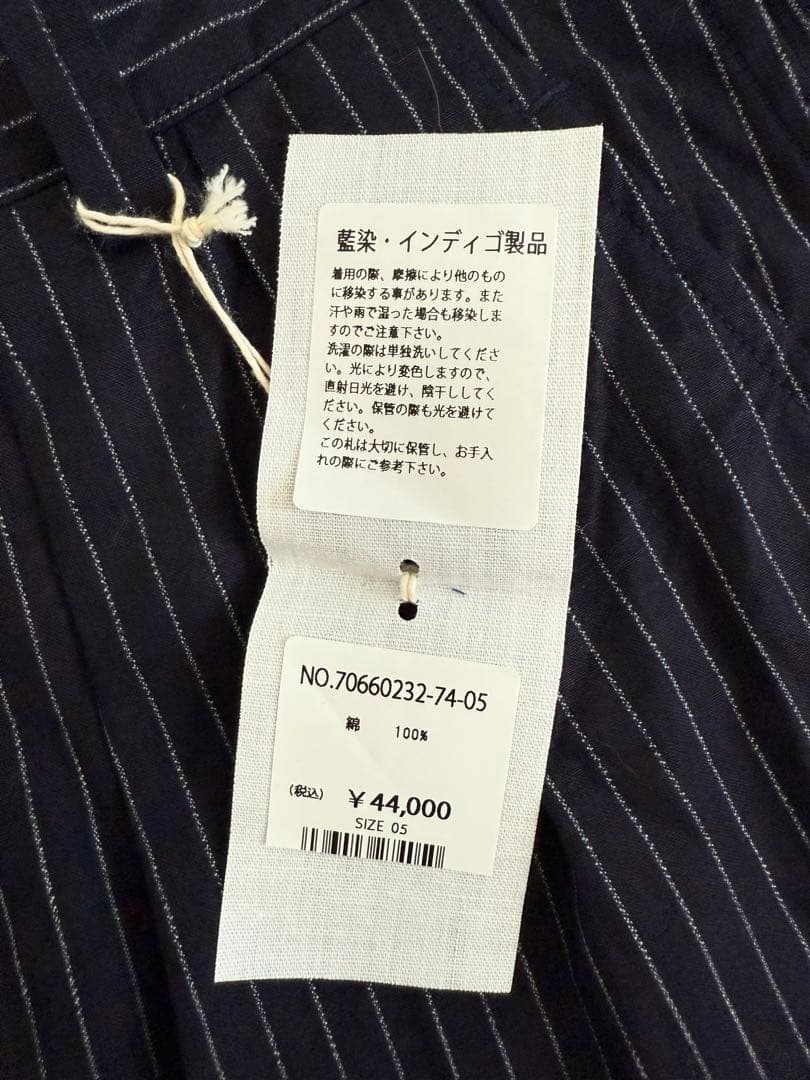 藍染・インディゴ製品
着用の際、摩擦により他のもの
に移染する事があります。また
汗や雨で湿った場合も移染しま
すのでご注意下さい。
洗濯の際は単独洗いしてくださ
い。光により変色しますので、
直射日光を避け、陰干ししてく
ださい。保管の際も光を避けて
ください。
この札は大切に保管し、お手入
れの際にご参考下さい。
NO.70660232-74-05
綿 100%
(税込) ¥44,000
SIZE 05